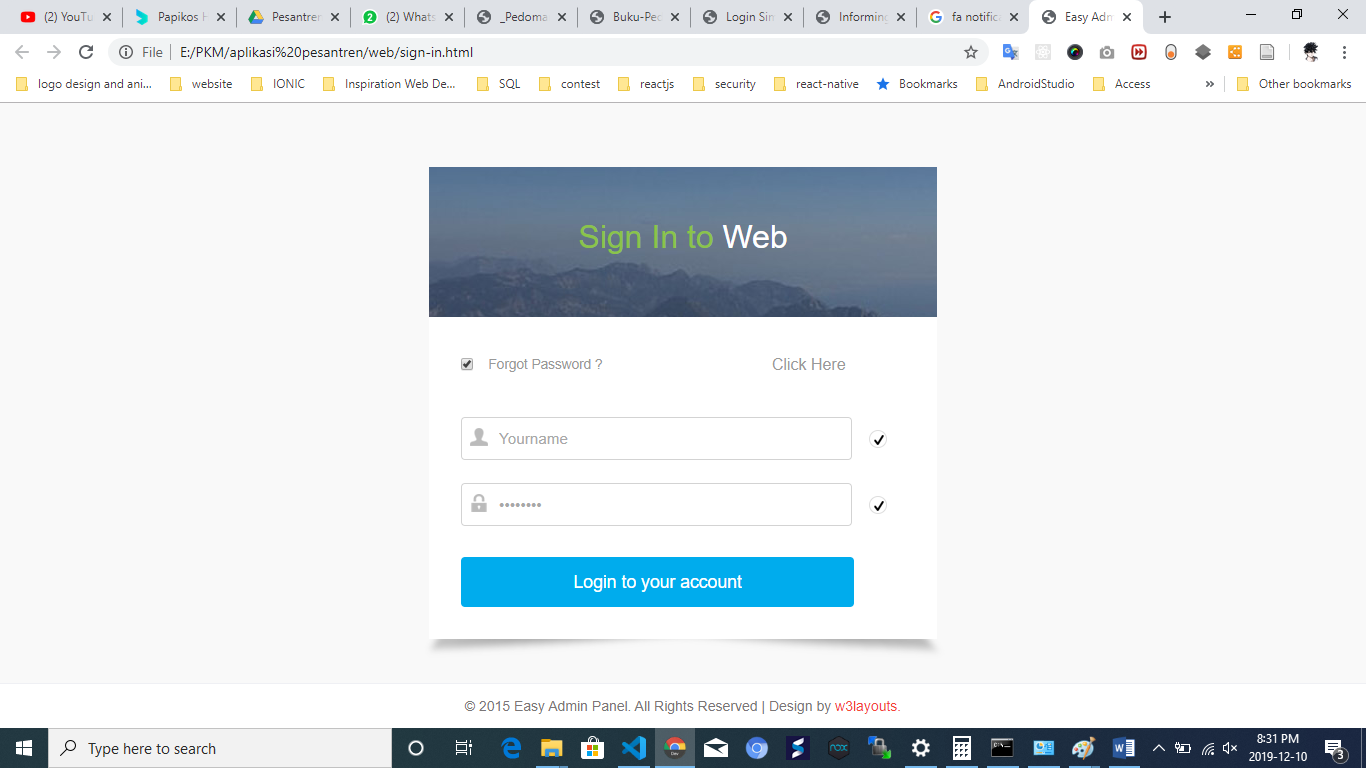 (2) YouTu
Papikos H
Pesantren
(2) Whats
_Pedoma
Buku-Ped
Login Sim
Informing
fa notifica
Easy Adm
File
E:/PKM/aplikasi%20pesantren/web/sign-in.html
logo design and ani...
website
IONIC
Inspiration Web De...
SQL
contest
reactjs
security
react-native
Bookmarks
AndroidStudio
Access
»
Other bookmarks
Sign In to Web
Forgot Password ?
Click Here
Yourname
••••••••
Login to your account
© 2015 Easy Admin Panel. All Rights Reserved | Design by w3layouts.
Type here to search
8:31 PM
2019-12-10
3